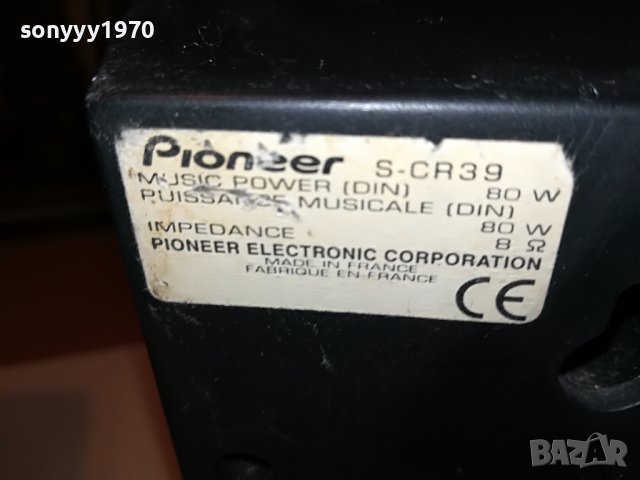 sonyyy1970
Pioneer S-CR39
MUSIC POWER (DIN) 80 W
PUISSANCE MUSICALE (DIN)
80 W
IMPEDANCE 8 Ω
PIONEER ELECTRONIC CORPORATION
MADE IN FRANCE
FABRIQUE EN FRANCE
CE
BAZAR